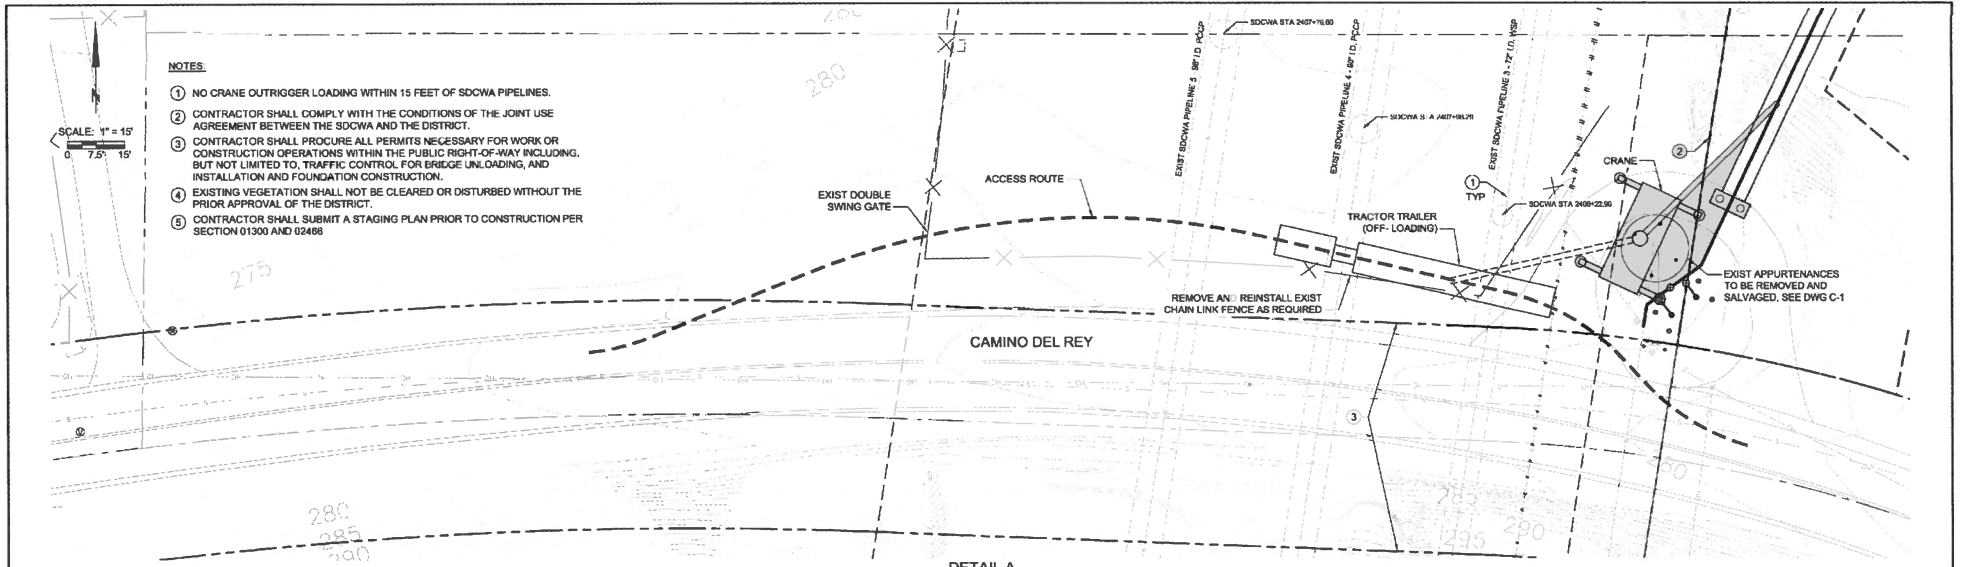 NOTES:
1 NO CRANE OUTRIGGER LOADING WITHIN 15 FEET OF SDCWA PIPELINES.
2 CONTRACTOR SHALL COMPLY WITH THE CONDITIONS OF THE JOINT USE
AGREEMENT BETWEEN THE SDCWA AND THE DISTRICT.
3 CONTRACTOR SHALL PROCURE ALL PERMITS NECESSARY FOR WORK OR
CONSTRUCTION OPERATIONS WITHIN THE PUBLIC RIGHT-OF-WAY INCLUDING,
BUT NOT LIMITED TO, TRAFFIC CONTROL FOR BRIDGE UNLOADING, AND
INSTALLATION AND FOUNDATION CONSTRUCTION.
4 EXISTING VEGETATION SHALL NOT BE CLEARED OR DISTURBED WITHOUT THE
PRIOR APPROVAL OF THE DISTRICT.
5 CONTRACTOR SHALL SUBMIT A STAGING PLAN PRIOR TO CONSTRUCTION PER
SECTION 01300 AND 02466
N
SCALE: 1" = 15'
0 7.5' 15'
280
275
280
285
290
EXIST DOUBLE
SWING GATE
ACCESS ROUTE
EXIST SDCWA PIPELINE 5 - 96" I.D. PCCP
SDCWA STA 2407+79.00
EXIST SDCWA PIPELINE 4 - 90" I.D. PCCP
EXIST SDCWA PIPELINE 3 - 72" I.D. WSP
1
TYP
2
CRANE
TRACTOR TRAILER
(OFF- LOADING)
REMOVE AND REINSTALL EXIST
CHAIN LINK FENCE AS REQUIRED
EXIST APPURTENANCES
TO BE REMOVED AND
SALVAGED, SEE DWG C-1
CAMINO DEL REY
3
280
285
290
295
DETAIL A